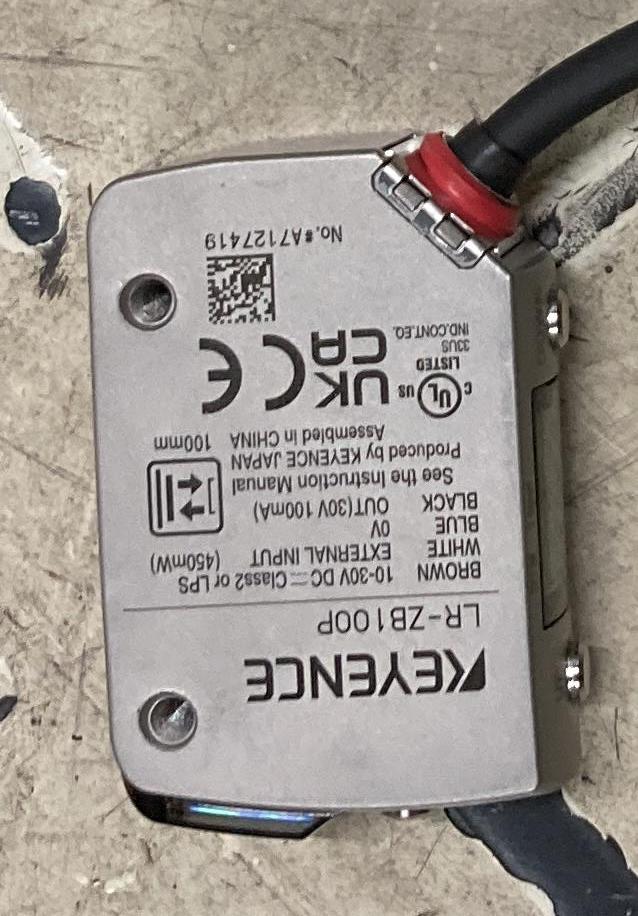 KEYENCE
LR-ZB100P
BROWN 10-30V DC ⎓ Class2 or LPS
WHITE EXTERNAL INPUT (450mW)
BLUE 0V
BLACK OUT(30V 100mA)
See the Instruction Manual
Produced by KEYENCE JAPAN
Assembled in CHINA 100mm
C UL US
LISTED
33US
IND.CONT.EQ.
UK
CA
CE
No.*A7127419